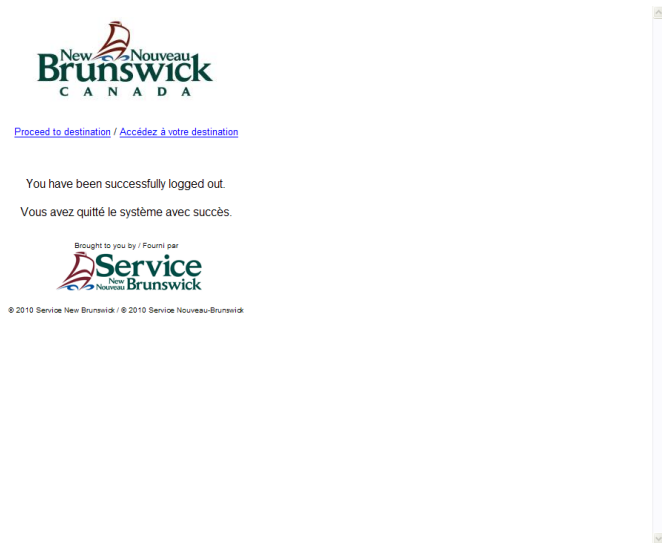 New Nouveau
Brunswick
CANADA
Proceed to destination / Accédez à votre destination
You have been successfully logged out.
Vous avez quitté le système avec succès.
Brought to you by / Fourni par
Service
New
Nouveau Brunswick
© 2010 Service New Brunswick / © 2010 Service Nouveau-Brunswick